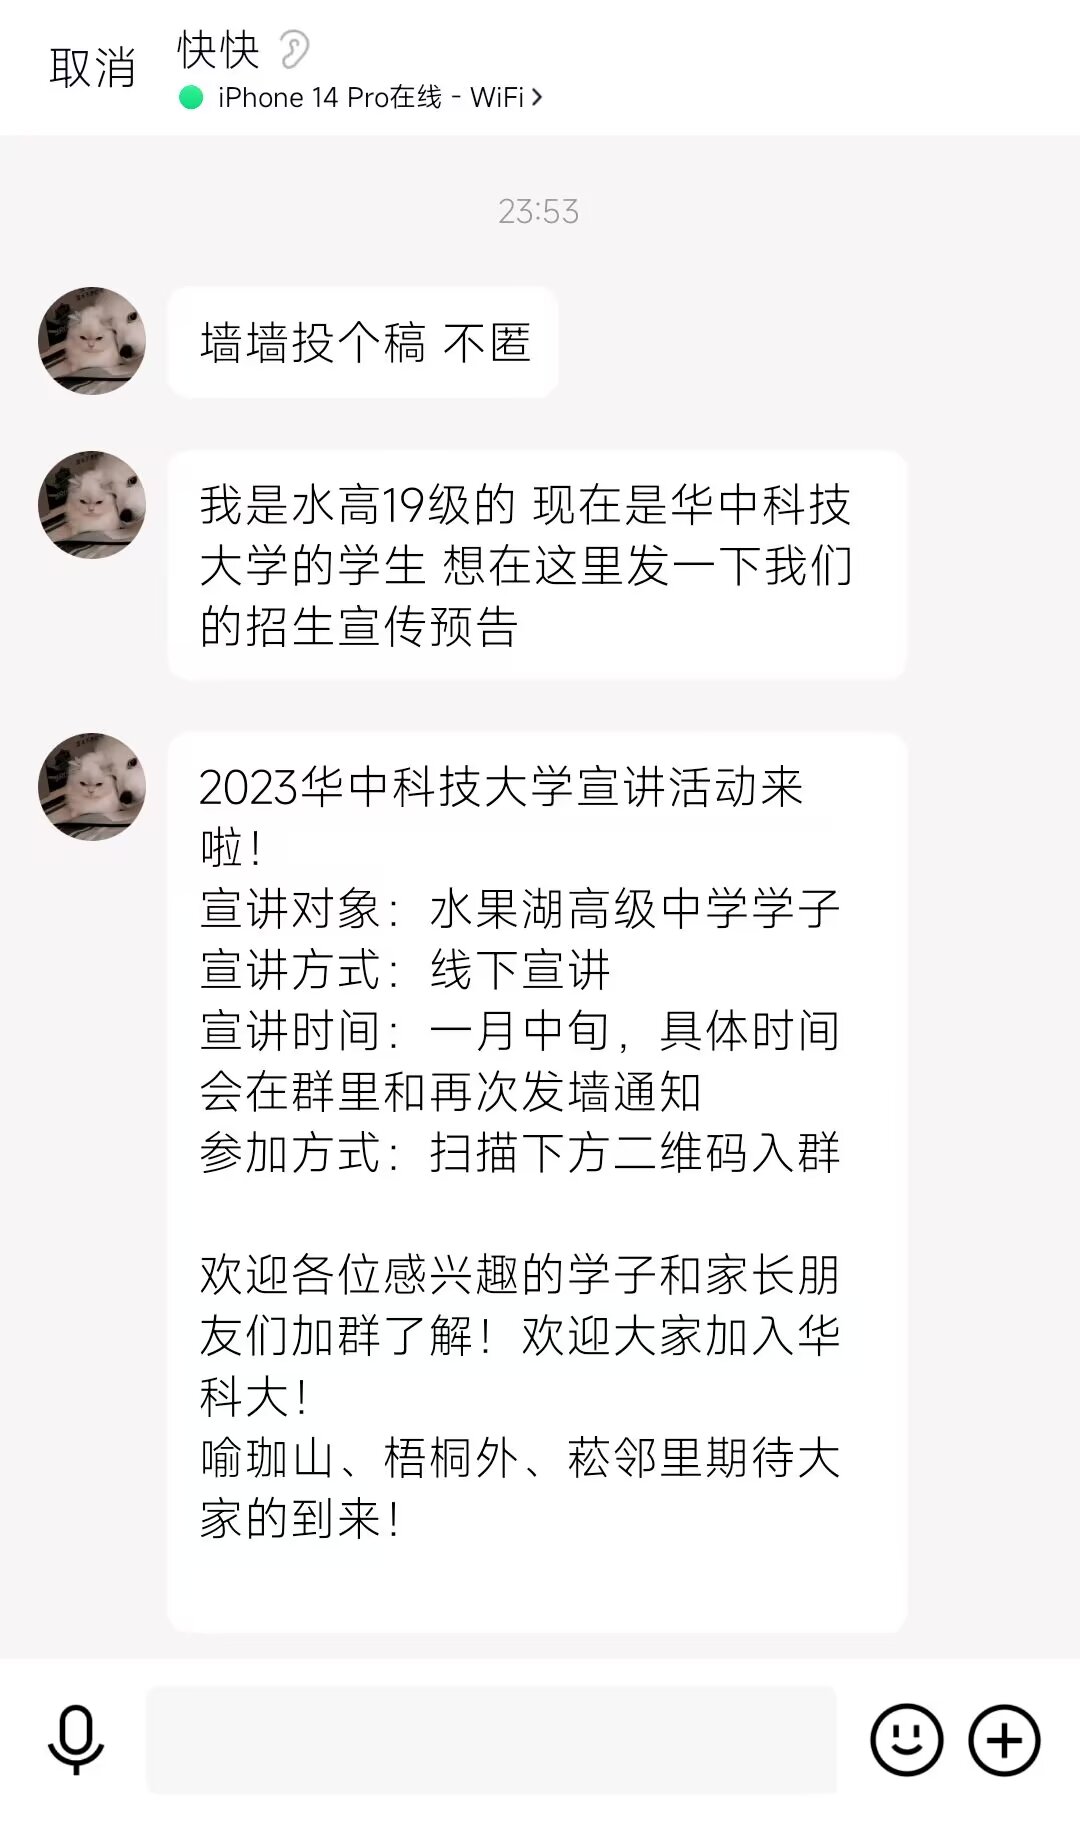 取消
快快
iPhone 14 Pro在线 - WiFi
23:53
墙墙投个稿 不匿
我是水高19级的 现在是华中科技
大学的学生 想在这里发一下我们
的招生宣传预告
2023华中科技大学宣讲活动来
啦！
宣讲对象：水果湖高级中学学子
宣讲方式：线下宣讲
宣讲时间：一月中旬，具体时间
会在群里和再次发墙通知
参加方式：扫描下方二维码入群
欢迎各位感兴趣的学子和家长朋
友们加群了解！欢迎大家加入华
科大！
喻珈山、梧桐外、菘邻里期待大
家的到来！